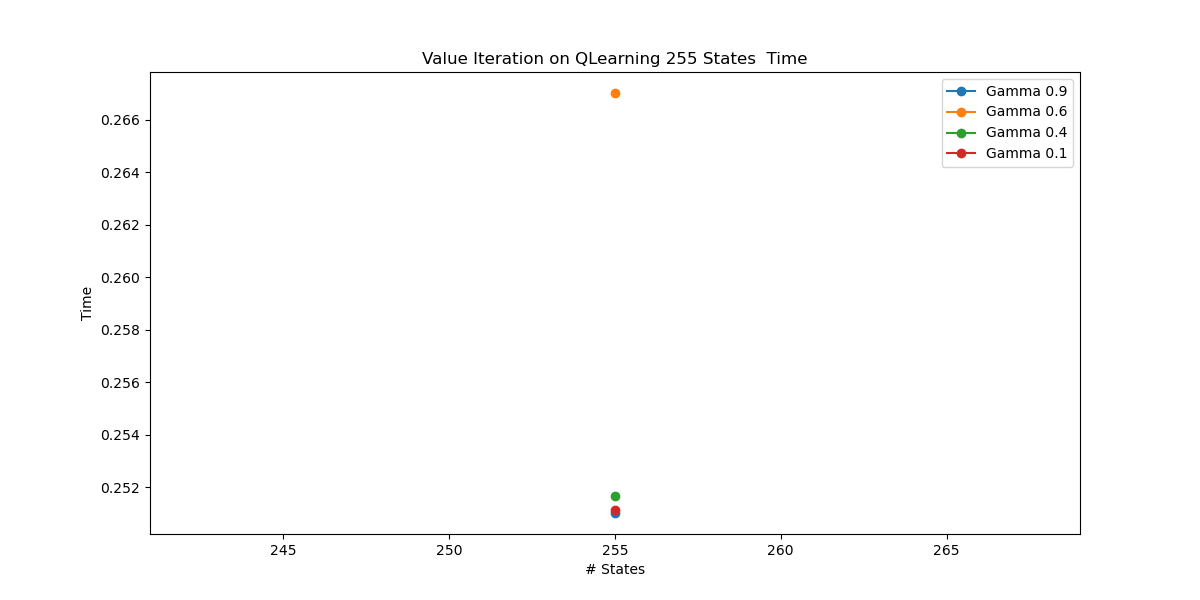 Value Iteration on QLearning 255 States  Time
Gamma 0.9
Gamma 0.6
Gamma 0.4
Gamma 0.1
0.266
0.264
0.262
0.260
0.258
0.256
0.254
0.252
Time
245 250 255 260 265
# States